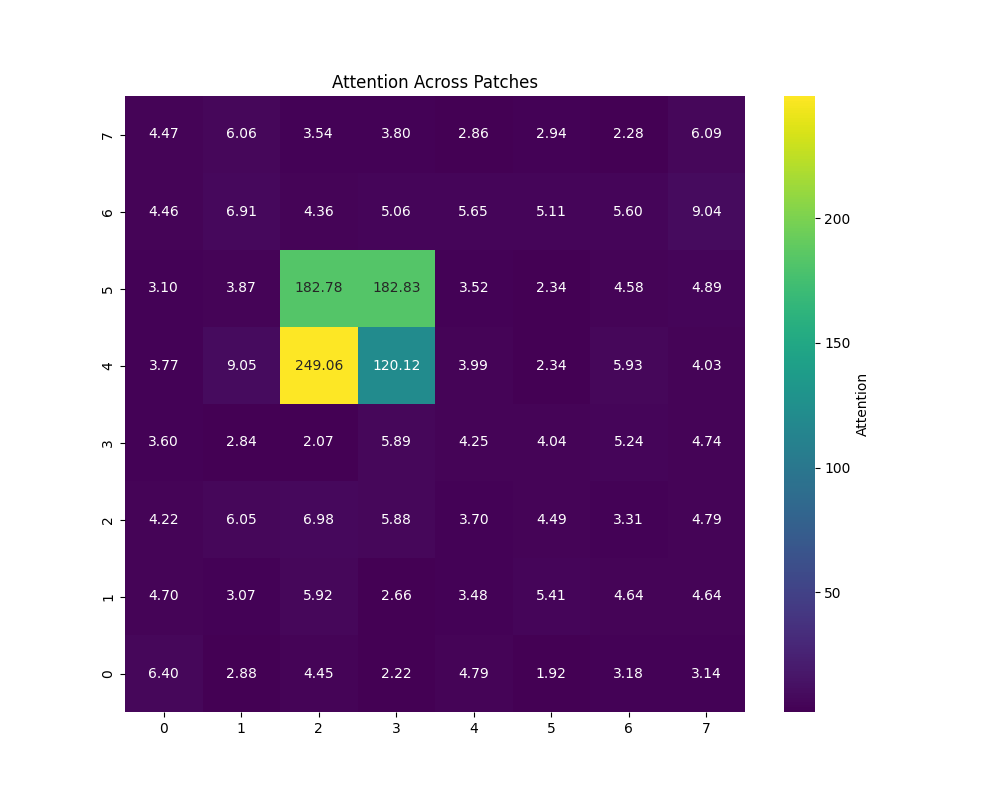 Attention Across Patches
7 4.47 6.06 3.54 3.80 2.86 2.94 2.28 6.09
6 4.46 6.91 4.36 5.06 5.65 5.11 5.60 9.04
5 3.10 3.87 182.78 182.83 3.52 2.34 4.58 4.89
4 3.77 9.05 249.06 120.12 3.99 2.34 5.93 4.03
3 3.60 2.84 2.07 5.89 4.25 4.04 5.24 4.74
2 4.22 6.05 6.98 5.88 3.70 4.49 3.31 4.79
1 4.70 3.07 5.92 2.66 3.48 5.41 4.64 4.64
0 6.40 2.88 4.45 2.22 4.79 1.92 3.18 3.14
0 1 2 3 4 5 6 7
200
150
100
50
Attention